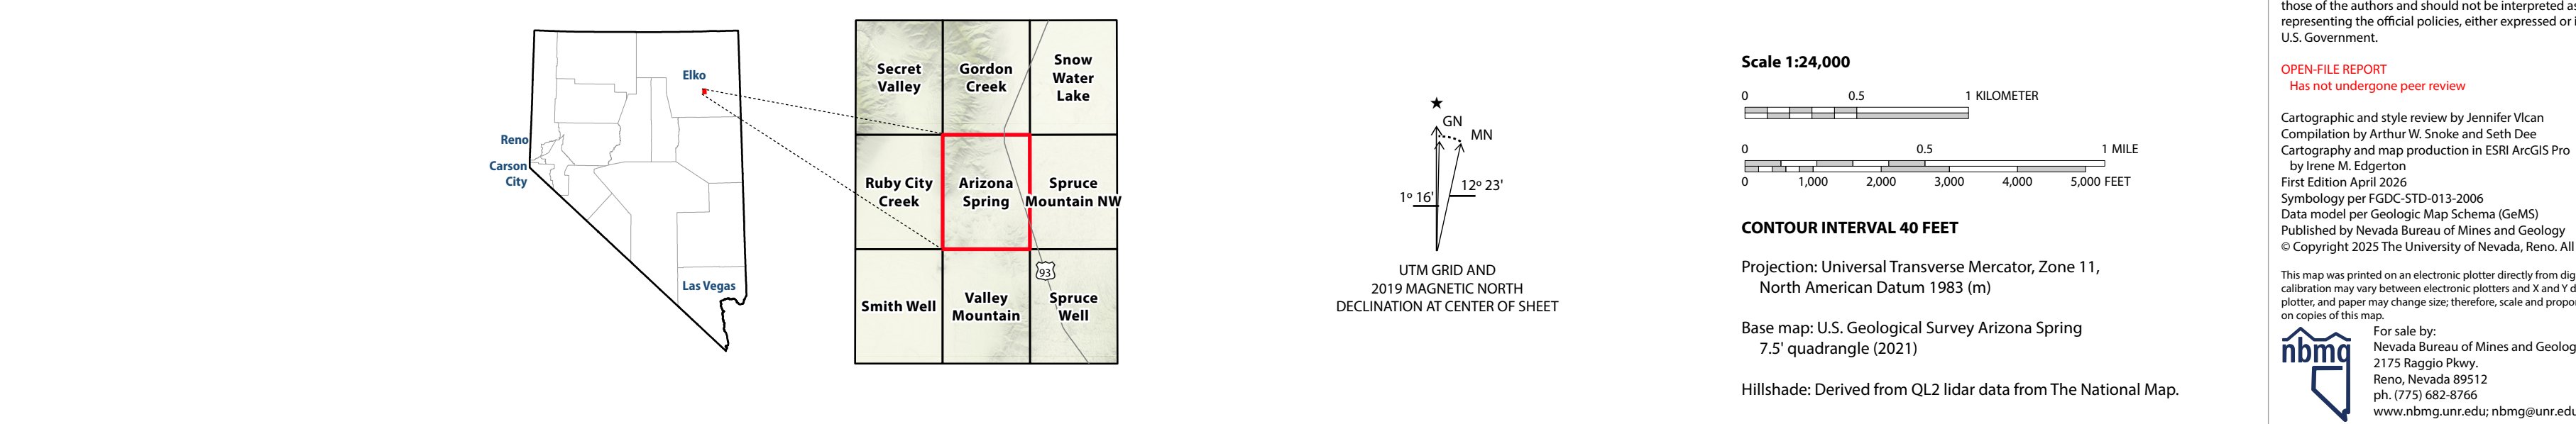 Elko
Reno
Carson
City
Las Vegas
Secret
Valley
Gordon
Creek
Snow
Water
Lake
Ruby City
Creek
Arizona
Spring
Spruce
Mountain NW
Smith Well
Valley
Mountain
93
Spruce
Well
★
GN
MN
1º 16'
12º 23'
UTM GRID AND
2019 MAGNETIC NORTH
DECLINATION AT CENTER OF SHEET
Scale 1:24,000
0 0.5 1 KILOMETER
0 0.5 1 MILE
0 1,000 2,000 3,000 4,000 5,000 FEET
CONTOUR INTERVAL 40 FEET
Projection: Universal Transverse Mercator, Zone 11,
North American Datum 1983 (m)
Base map: U.S. Geological Survey Arizona Spring
7.5' quadrangle (2021)
Hillshade: Derived from QL2 lidar data from The National Map.
those of the authors and should not be interpreted as
representing the official policies, either expressed or
U.S. Government.
OPEN-FILE REPORT
Has not undergone peer review
Cartographic and style review by Jennifer Vlcan
Compilation by Arthur W. Snoke and Seth Dee
Cartography and map production in ESRI ArcGIS Pro
by Irene M. Edgerton
First Edition April 2026
Symbology per FGDC-STD-013-2006
Data model per Geologic Map Schema (GeMS)
Published by Nevada Bureau of Mines and Geology
© Copyright 2025 The University of Nevada, Reno. All
This map was printed on an electronic plotter directly from dig
calibration may vary between electronic plotters and X and Y d
plotter, and paper may change size; therefore, scale and propo
on copies of this map.
nbmg
For sale by:
Nevada Bureau of Mines and Geolog
2175 Raggio Pkwy.
Reno, Nevada 89512
ph. (775) 682-8766
www.nbmg.unr.edu; nbmg@unr.edu